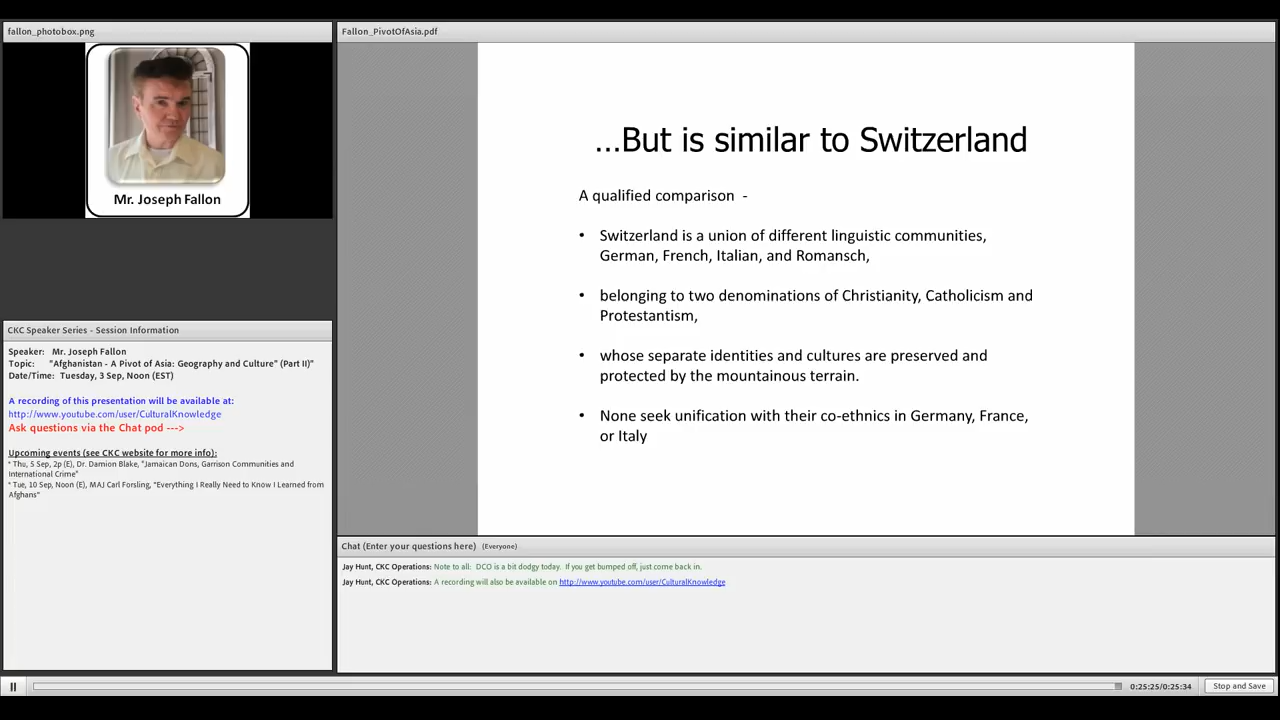 fallon_photobox.png
Mr. Joseph Fallon
CKC Speaker Series - Session Information
Speaker: Mr. Joseph Fallon
Topic: "Afghanistan - A Pivot of Asia: Geography and Culture" (Part II)"
Date/Time: Tuesday, 3 Sep, Noon (EST)
A recording of this presentation will be available at:
http://www.youtube.com/user/CulturalKnowledge
Ask questions via the Chat pod --->
Upcoming events (see CKC website for more info):
* Thu, 5 Sep, 2p (E), Dr. Damion Blake, "Jamaican Dons, Garrison Communities and
International Crime"
* Tue, 10 Sep, Noon (E), MAJ Carl Forsling, "Everything I Really Need to Know I Learned from
Afghans"
Fallon_PivotOfAsia.pdf
...But is similar to Switzerland
A qualified comparison -
• Switzerland is a union of different linguistic communities,
German, French, Italian, and Romansch,
• belonging to two denominations of Christianity, Catholicism and
Protestantism,
• whose separate identities and cultures are preserved and
protected by the mountainous terrain.
• None seek unification with their co-ethnics in Germany, France,
or Italy
Chat (Enter your questions here) (Everyone)
Jay Hunt, CKC Operations: Note to all: DCO is a bit dodgy today. If you get bumped off, just come back in.
Jay Hunt, CKC Operations: A recording will also be available on http://www.youtube.com/user/CulturalKnowledge
0:25:25/0:25:34
Stop and Save